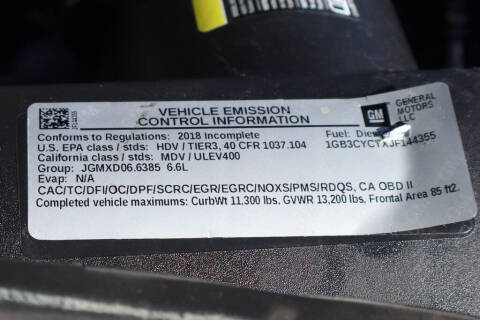 VEHICLE EMISSION
CONTROL INFORMATION
GM
GENERAL
MOTORS
LLC
Conforms to Regulations: 2018 Incomplete
Fuel:
U.S. EPA class / stds: HDV / TIER3, 40 CFR 1037.104
California class / stds: MDV / ULEV400
Group: JGMXD06.6385 6.6L
Evap: N/A
CAC/TC/DFI/OC/DPF/SCRC/EGR/EGRC/NOXS/PMS/RDQS, CA OBD II
Completed vehicle maximums: CurbWt 11,300 lbs, GVWR 13,200 lbs, Frontal Area 85 ft2.